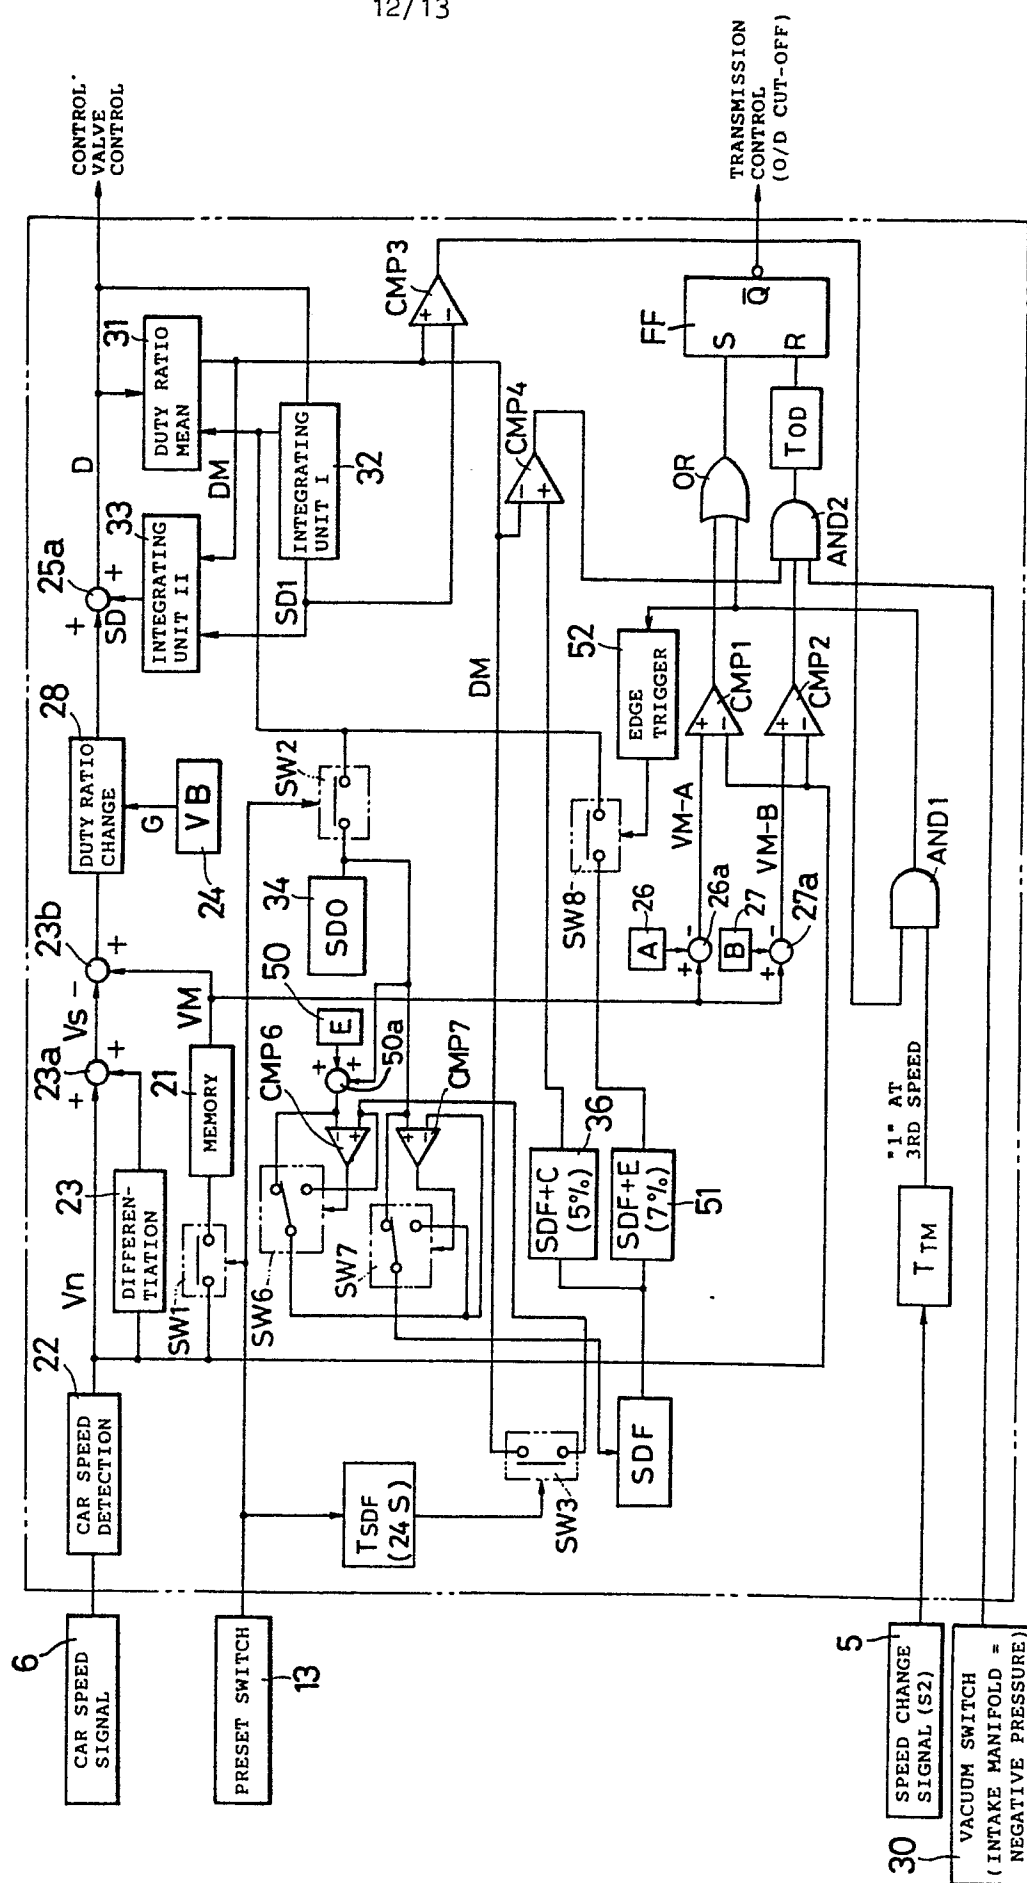 12/13
6
CAR SPEED
SIGNAL
22
CAR SPEED
DETECTION
Vn
23
DIFFEREN-
TIATION
23a
+
+
Vs
-
23b
+
28
DUTY RATIO
CHANGE
G
VB
24
25a
+
+
SD
D
33
INTEGRATING
UNIT II
31
DUTY RATIO
MEAN
DM
32
INTEGRATING
UNIT I
SD1
CONTROL
VALVE
CONTROL
SW1
21
MEMORY
VM
13
PRESET SWITCH
TSDF
(24 S)
SW2
34
SDO
50
E
+
+
50a
CMP6
-
+
SW6
CMP7
+
-
SW7
SW3
SDF
36
SDF+C
(5%)
SDF+E
(7%)
51
DM
SW8
52
EDGE
TRIGGER
CMP3
+
-
CMP4
-
+
26
A
-
+
26a
VM-A
27
B
-
+
27a
VM-B
CMP1
+
-
CMP2
+
-
OR
AND2
TOD
FF
S
R
Q
TRANSMISSION
CONTROL
(O/D CUT-OFF)
5
SPEED CHANGE
SIGNAL (S2)
TTM
"1" AT
3RD SPEED
AND1
30
VACUUM SWITCH
(INTAKE MANIFOLD =
NEGATIVE PRESSURE)